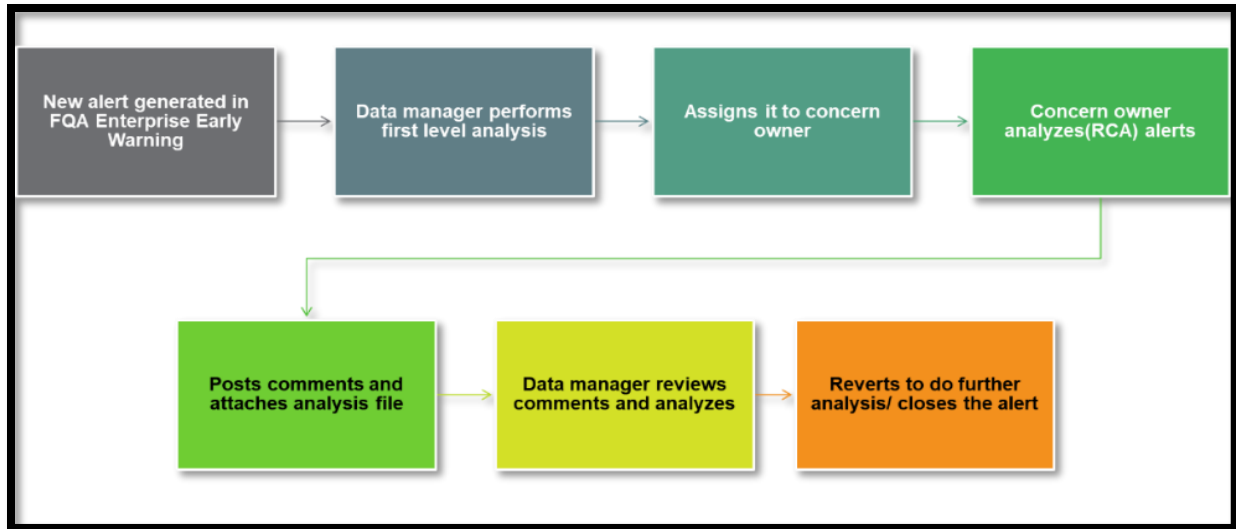 New alert generated in
FQA Enterprise Early
Warning
Data manager performs
first level analysis
Assigns it to concern
owner
Concern owner
analyzes(RCA) alerts
Posts comments and
attaches analysis file
Data manager reviews
comments and analyzes
Reverts to do further
analysis/ closes the alert